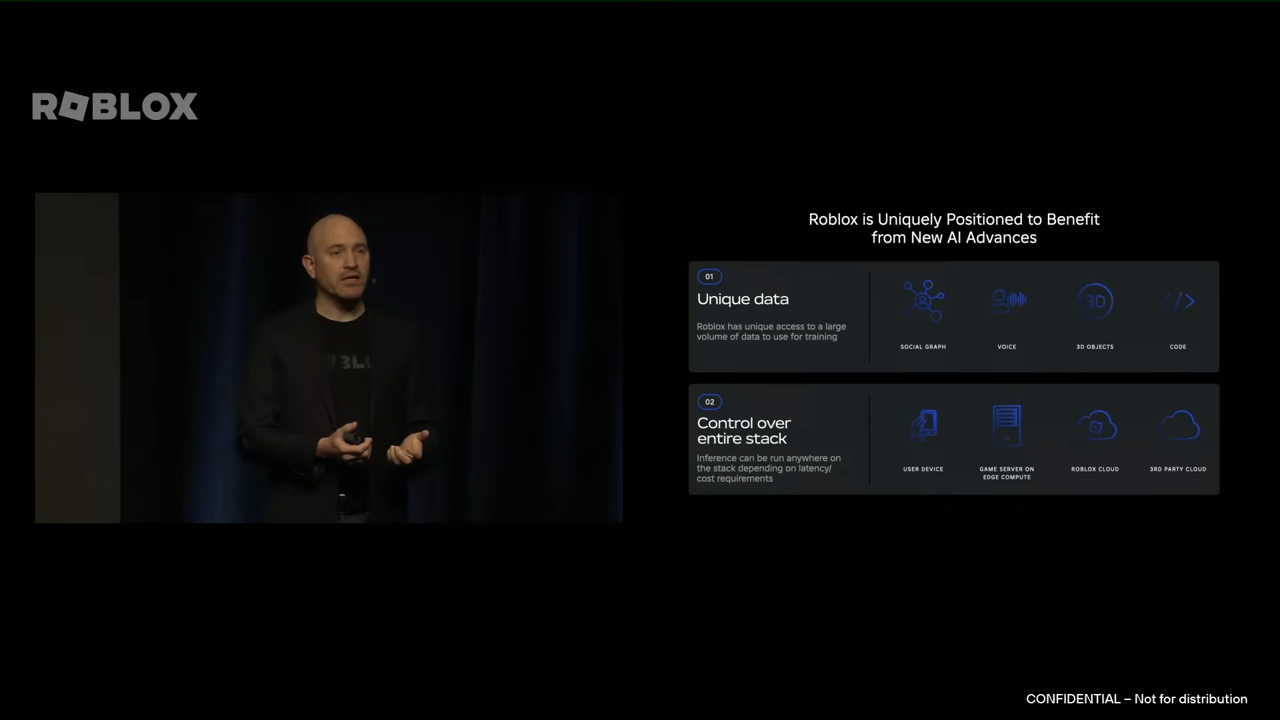 ROBLOX
Roblox is Uniquely Positioned to Benefit
from New AI Advances
01
Unique data
Roblox has unique access to a large
volume of data to use for training
SOCIAL GRAPH
VOICE
3D
3D OBJECTS
</>
CODE
02
Control over
entire stack
Inference can be run anywhere on
the stack depending on latency/
cost requirements
USER DEVICE
GAME SERVER ON
EDGE COMPUTE
ROBLOX CLOUD
3RD PARTY CLOUD
CONFIDENTIAL – Not for distribution